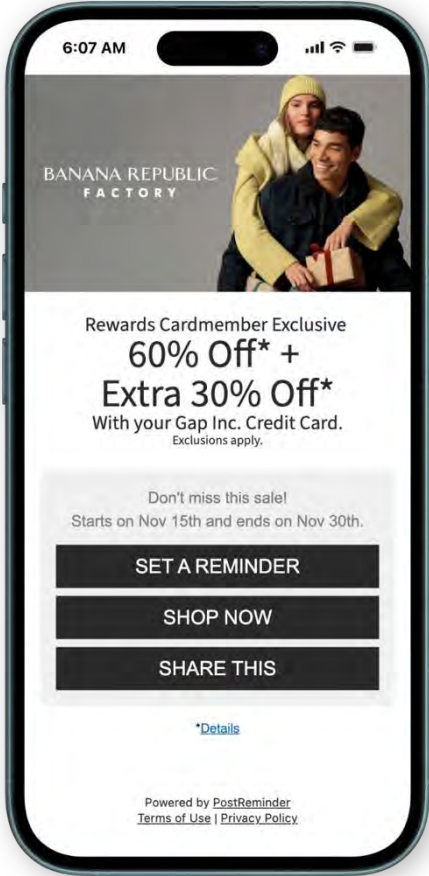 6:07 AM
BANANA REPUBLIC
FACTORY
Rewards Cardmember Exclusive
60% Off* +
Extra 30% Off*
With your Gap Inc. Credit Card.
Exclusions apply.
Don't miss this sale!
Starts on Nov 15th and ends on Nov 30th.
SET A REMINDER
SHOP NOW
SHARE THIS
*Details
Powered by PostReminder
Terms of Use | Privacy Policy